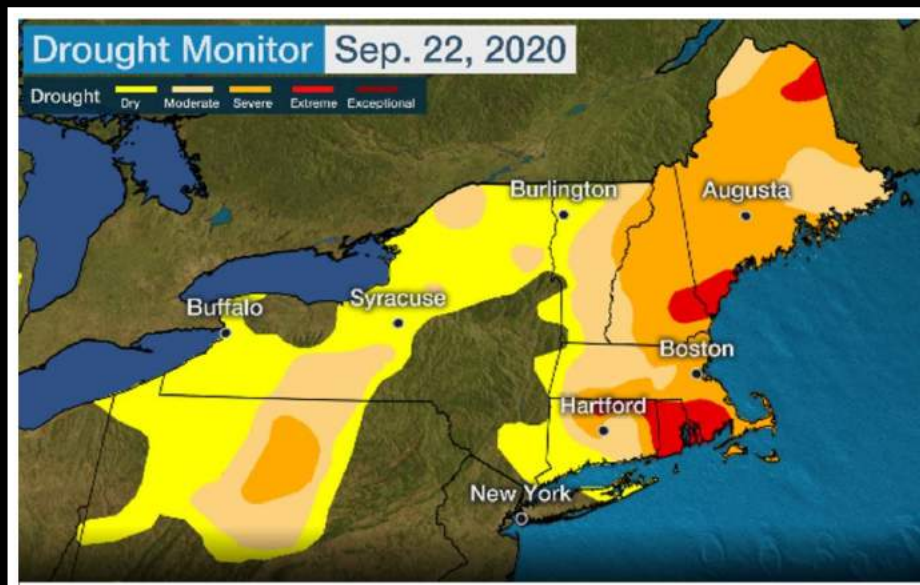 Drought Monitor Sep. 22, 2020
Drought Dry Moderate Severe Extreme Exceptional
Burlington
Augusta
Buffalo
Syracuse
Boston
Hartford
New York